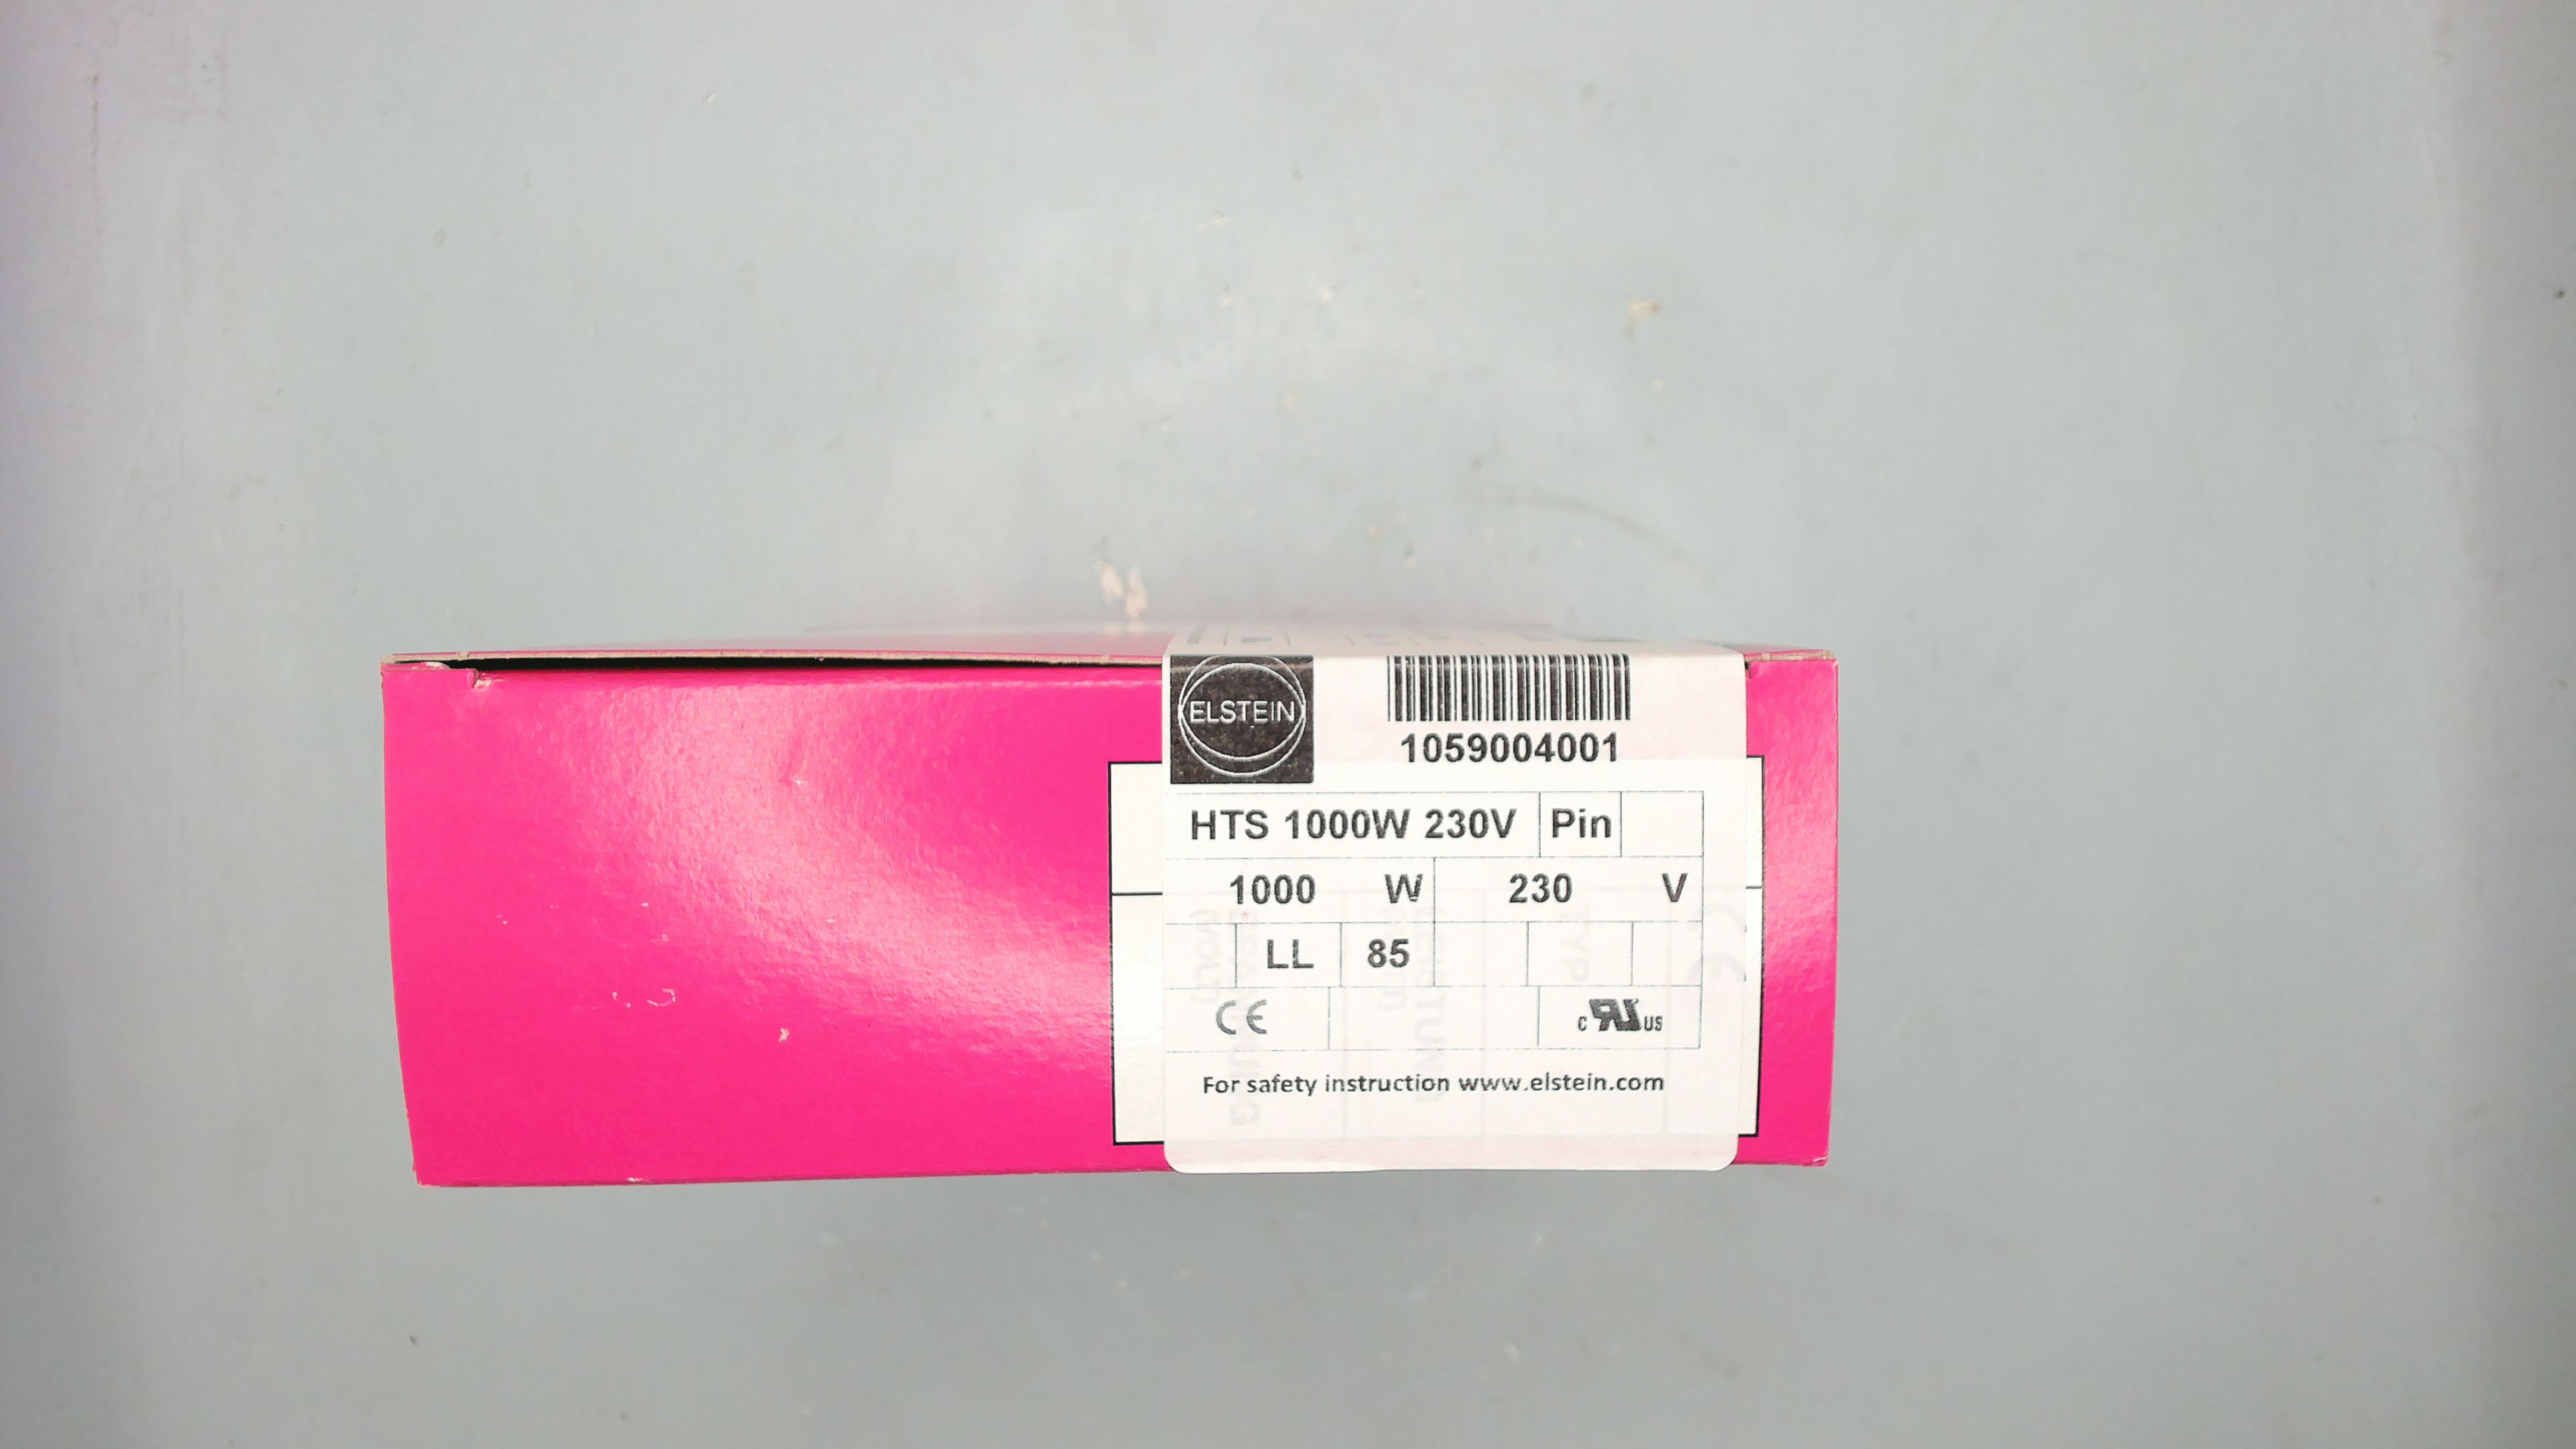 ELSTEIN
1059004001
HTS 1000W 230V Pin
1000 W 230 V
LL 85
CE c RU US
For safety instruction www.elstein.com